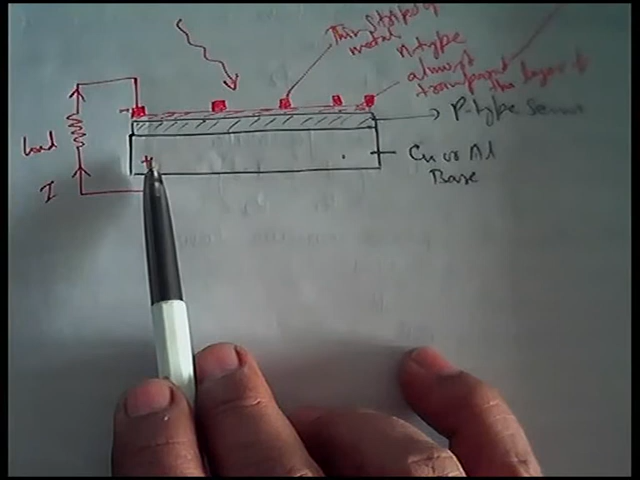 Thin strips of
metal
n-type
almost
transparent
the layer of
P-type Semi
Cu or Al
Base
Load
I
+
-